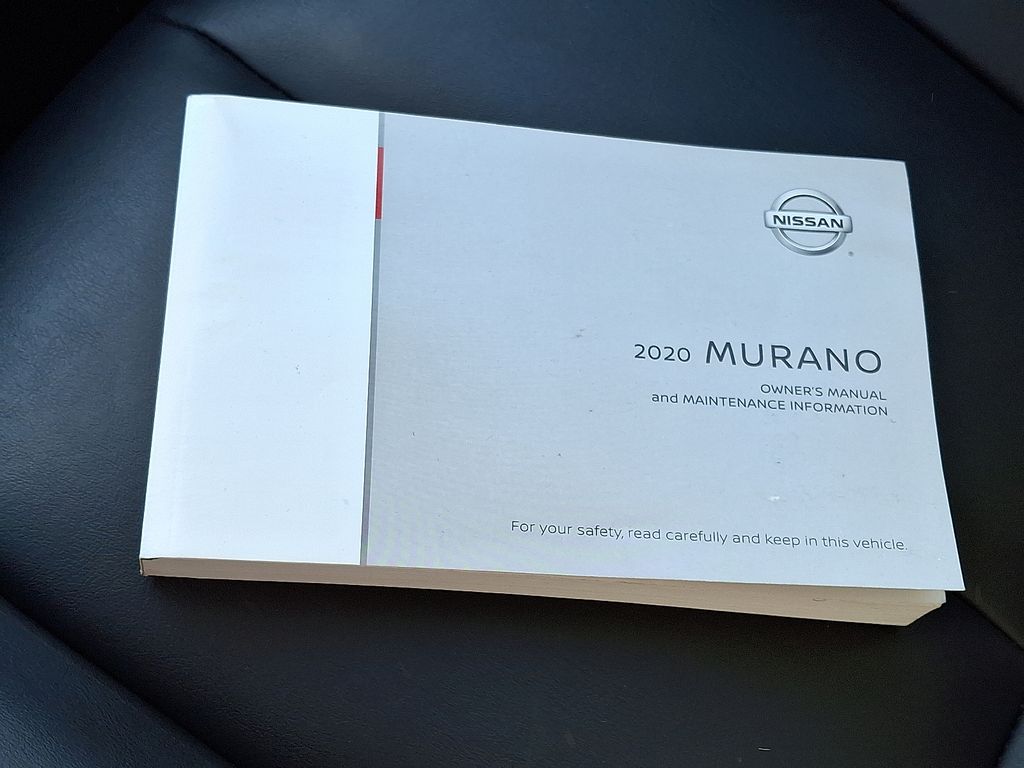 NISSAN
2020 MURANO
OWNER'S MANUAL
and MAINTENANCE INFORMATION
For your safety, read carefully and keep in this vehicle.